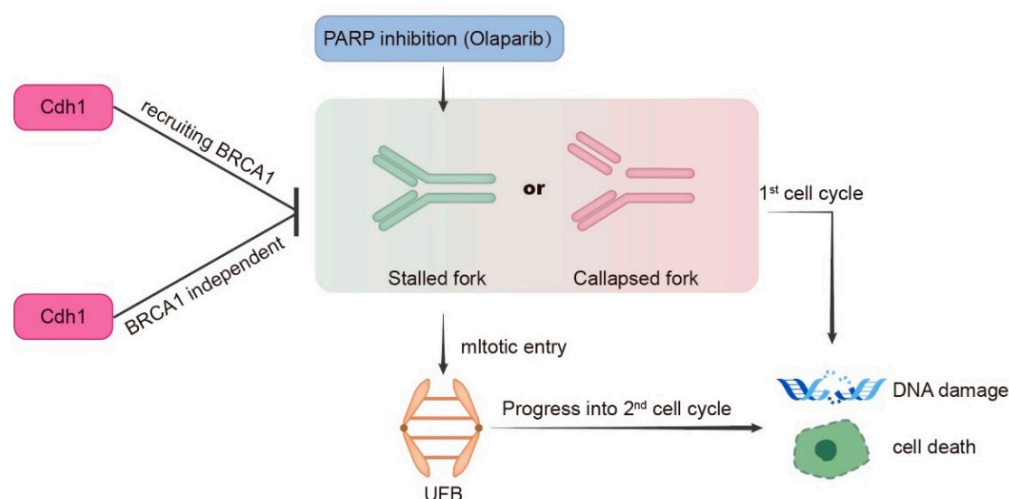 PARP inhibition (Olaparib）
Cdh1
recruiting BRCA1
Cdh1
BRCA1 independent
or
Stalled fork
Callapsed fork
1st cell cycle
mItotic entry
UFB
Progress into 2nd cell cycle
DNA damage
cell death